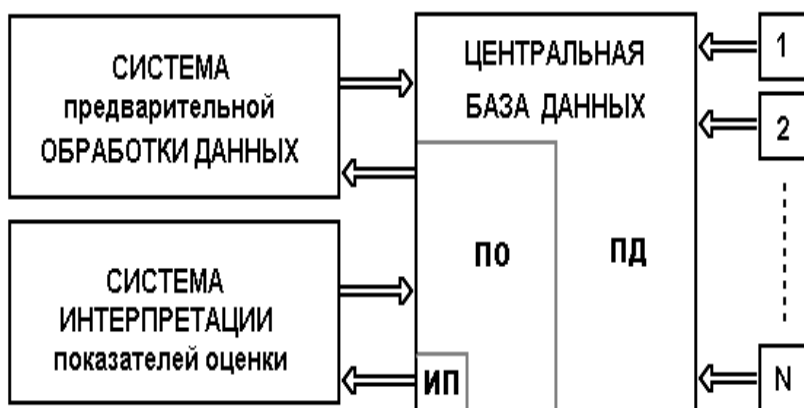 СИСТЕМА
предварительной
ОБРАБОТКИ ДАННЫХ
ЦЕНТРАЛЬНАЯ
БАЗА ДАННЫХ
1
2
ПО
ПД
СИСТЕМА
ИНТЕРПРЕТАЦИИ
показателей оценки
ИП
N